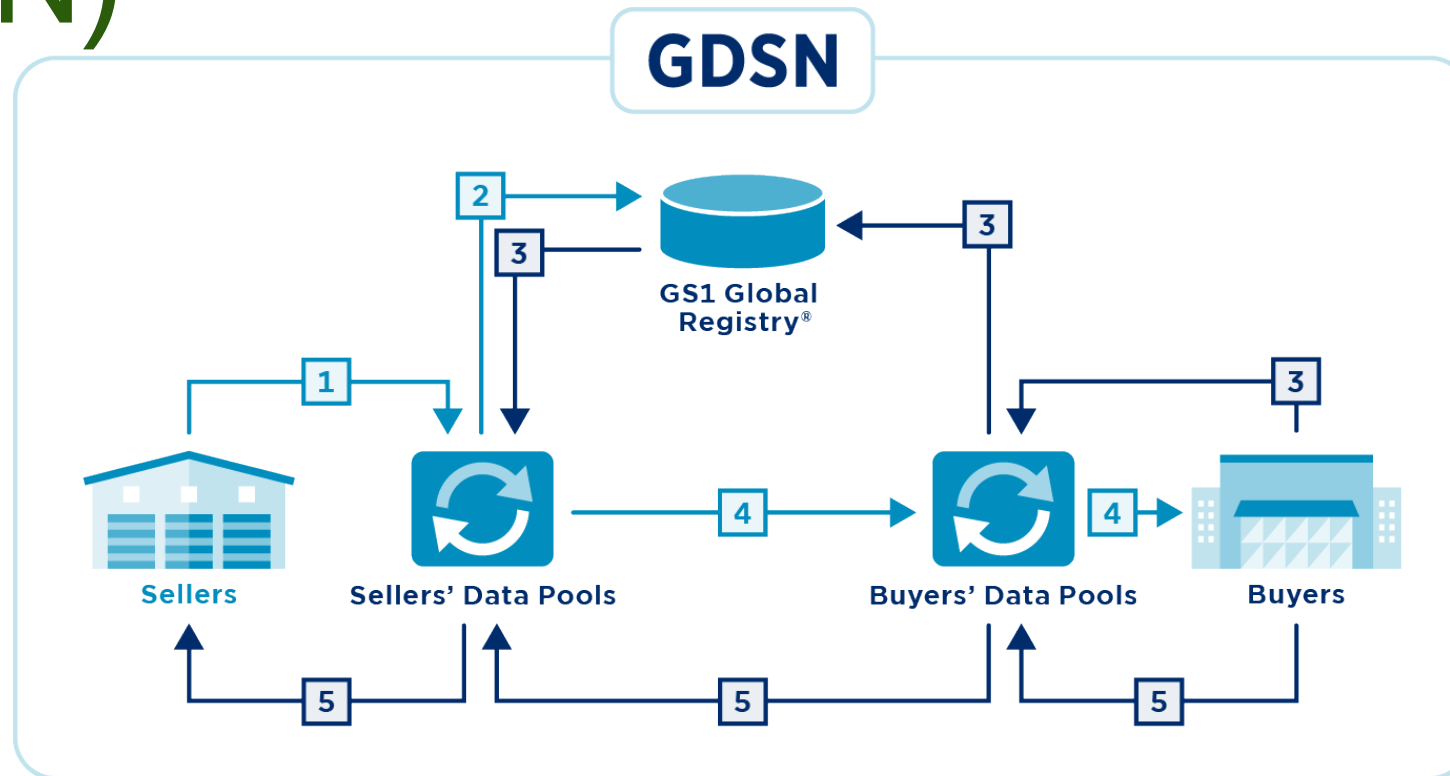 N)
GDSN
2
3
3
GS1 Global
Registry®
1
3
4
4
Sellers
Sellers’ Data Pools
Buyers’ Data Pools
Buyers
5
5
5